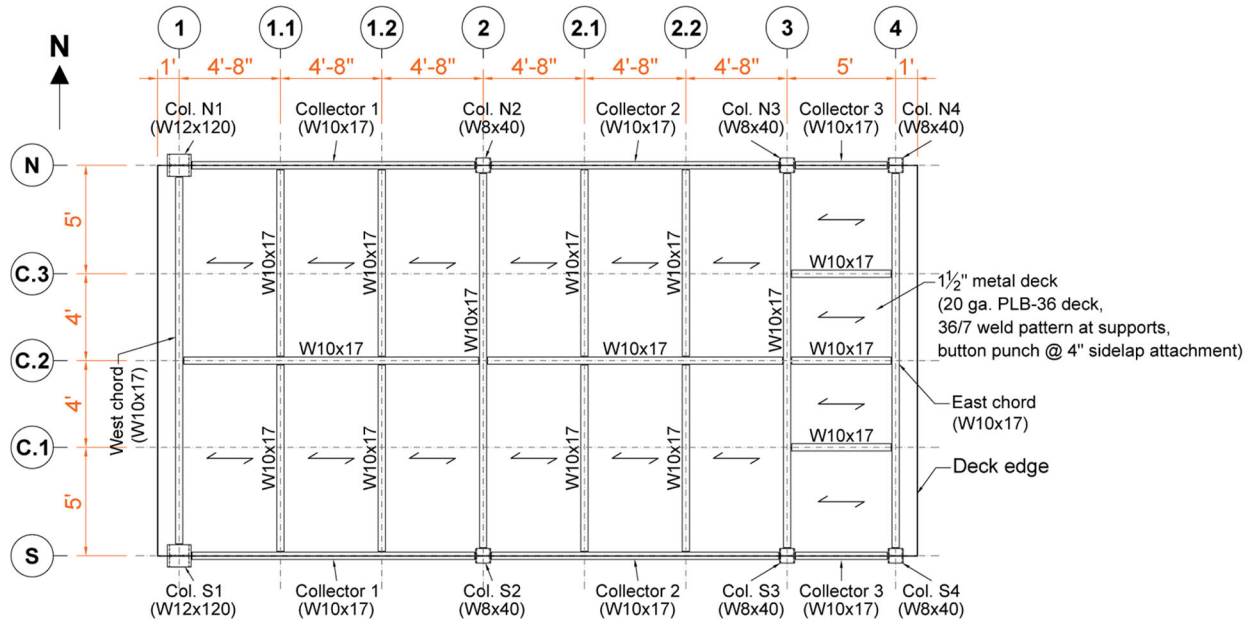 1 1.1 1.2 2 2.1 2.2 3 4
N
1' 4'-8" 4'-8" 4'-8" 4'-8" 4'-8" 4'-8" 5' 1'
Col. N1 Collector 1 Col. N2 Collector 2 Col. N3 Collector 3 Col. N4
(W12x120) (W10x17) (W8x40) (W10x17) (W8x40) (W10x17) (W8x40)
N
5'
W10x17 W10x17 W10x17 W10x17
C.3
W10x17
4'
W10x17 W10x17
1½" metal deck
(20 ga. PLB-36 deck,
36/7 weld pattern at supports,
button punch @ 4" sidelap attachment)
C.2
W10x17 W10x17 W10x17
4'
West chord
(W10x17)
East chord
(W10x17)
C.1
W10x17
W10x17 W10x17 W10x17 W10x17
Deck edge
5'
S
Col. S1 Collector 1 Col. S2 Collector 2 Col. S3 Collector 3 Col. S4
(W12x120) (W10x17) (W8x40) (W10x17) (W8x40) (W10x17) (W8x40)